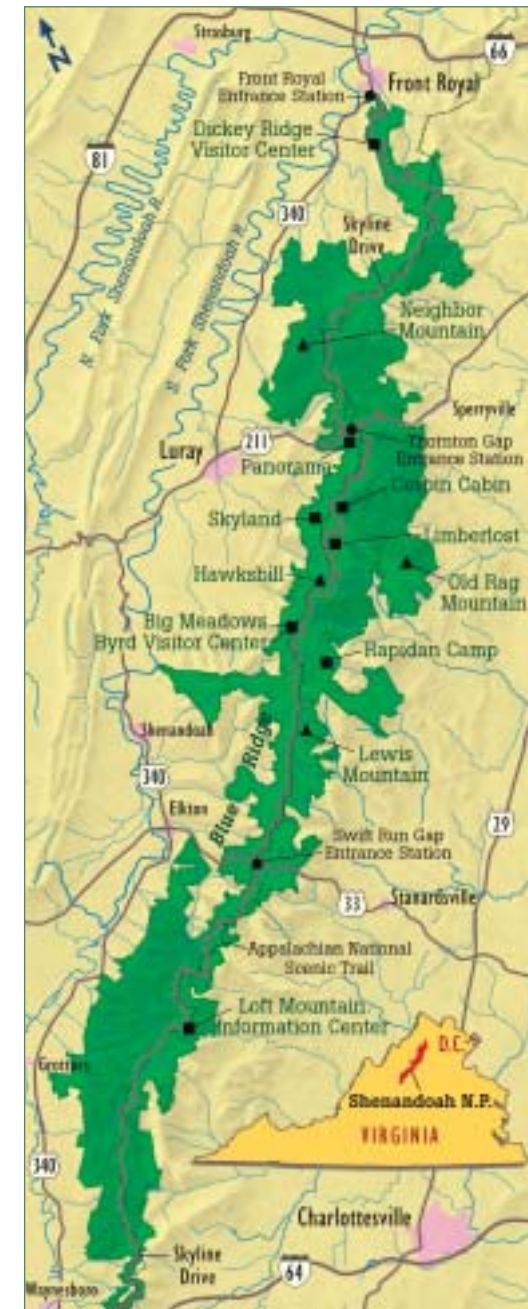 Strasburg
66
N
Front Royal
Entrance Station
Front Royal
Dickey Ridge
Visitor Center
81
340
Skyline
Drive
N. Fork Shenandoah R.
S. Fork Shenandoah R.
Neighbor
Mountain
Sperryville
211
Luray
Thornton Gap
Entrance Station
Panorama
Corbin Cabin
Skyland
Limberlost
Hawksbill
Old Rag
Mountain
Big Meadows
Byrd Visitor Center
Rapidan Camp
Shenandoah
Blue Ridge
Lewis
Mountain
340
Elkton
29
Swift Run Gap
Entrance Station
33
Stanardsville
Appalachian National
Scenic Trail
Loft Mountain
Information Center
D.C.
Grottoes
Shenandoah N.P.
VIRGINIA
340
Charlottesville
Skyline
Drive
64
Waynesboro